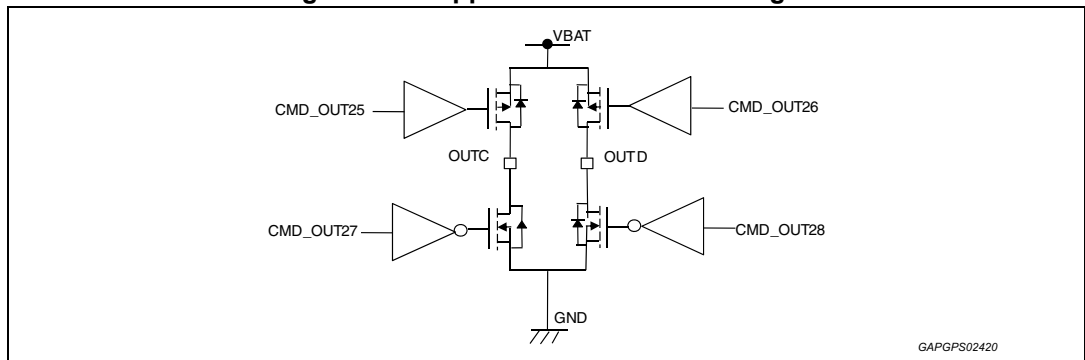 VBAT
CMD_OUT25
CMD_OUT26
OUTC
OUTD
CMD_OUT27
CMD_OUT28
GND
GAPGPS02420